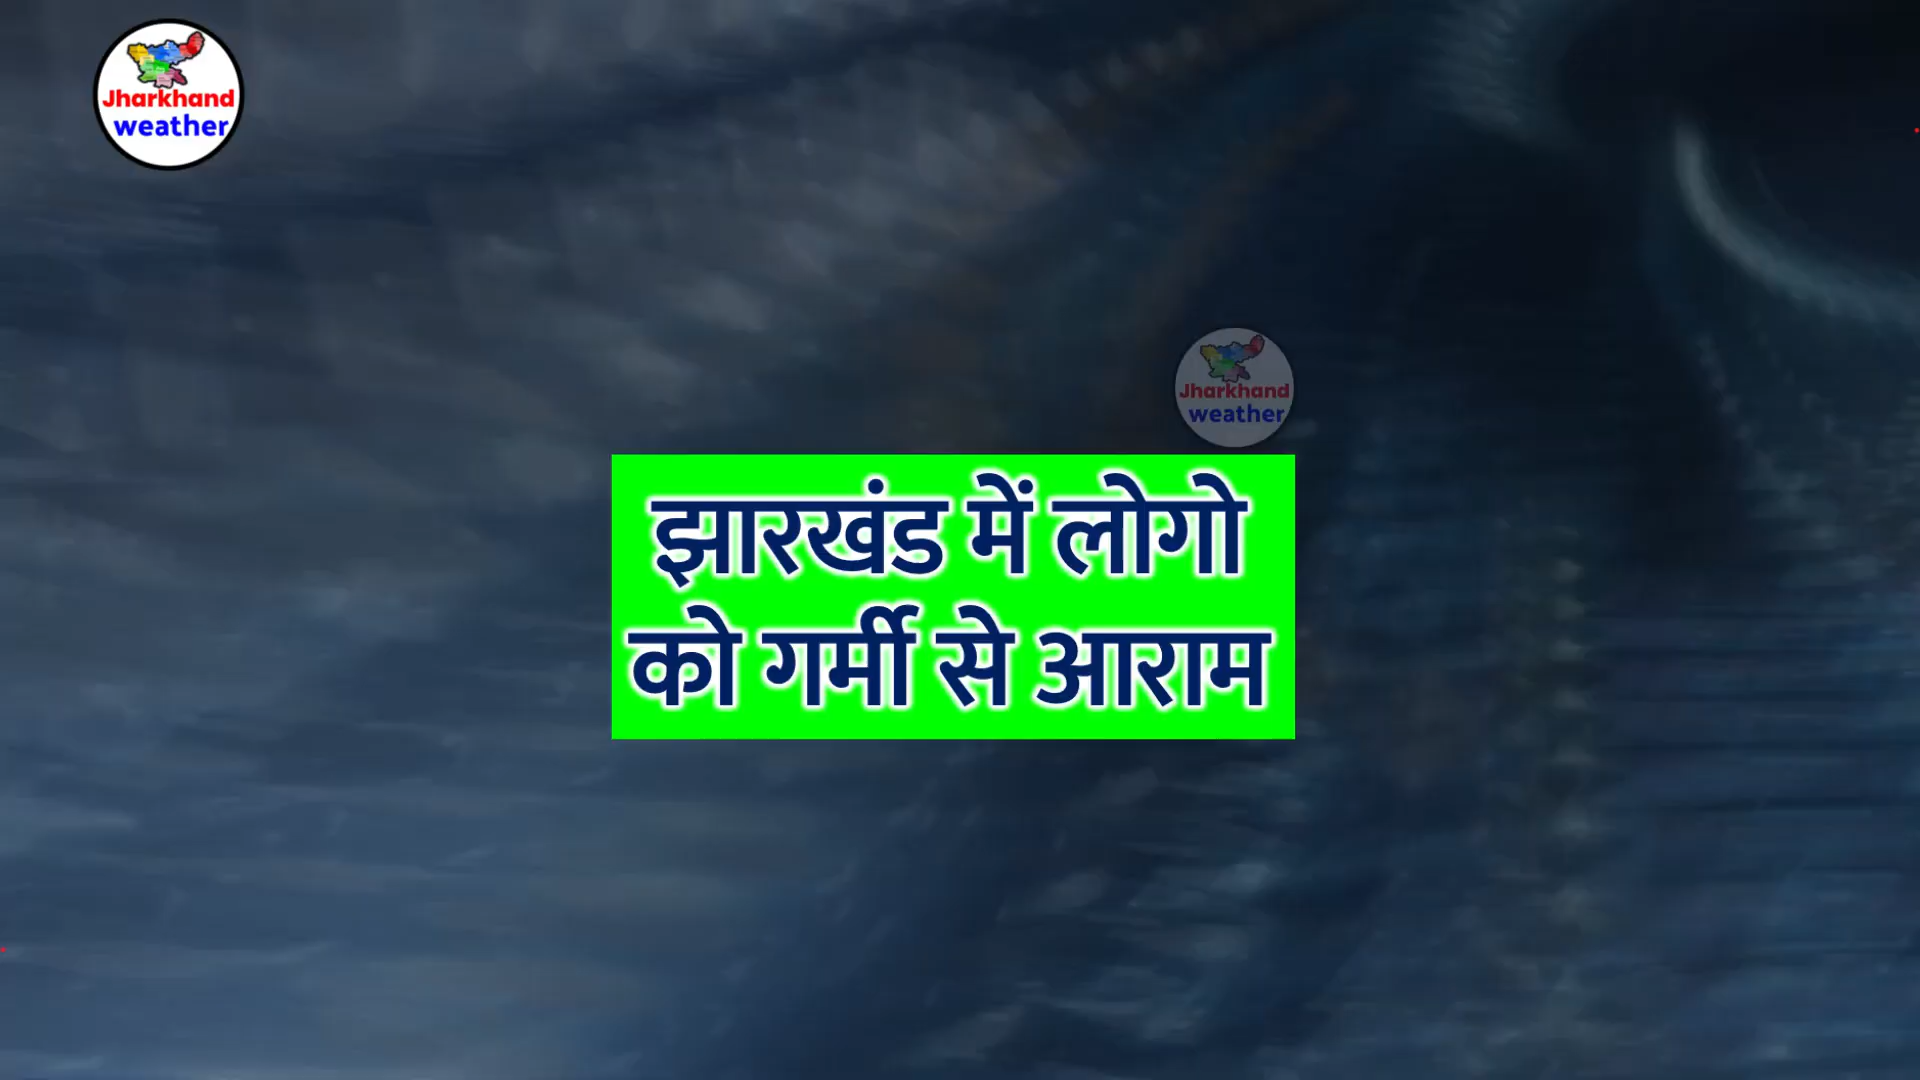 Jharkhand
weather
Jharkhand
weather
झारखंड में लोगो
को गर्मी से आराम